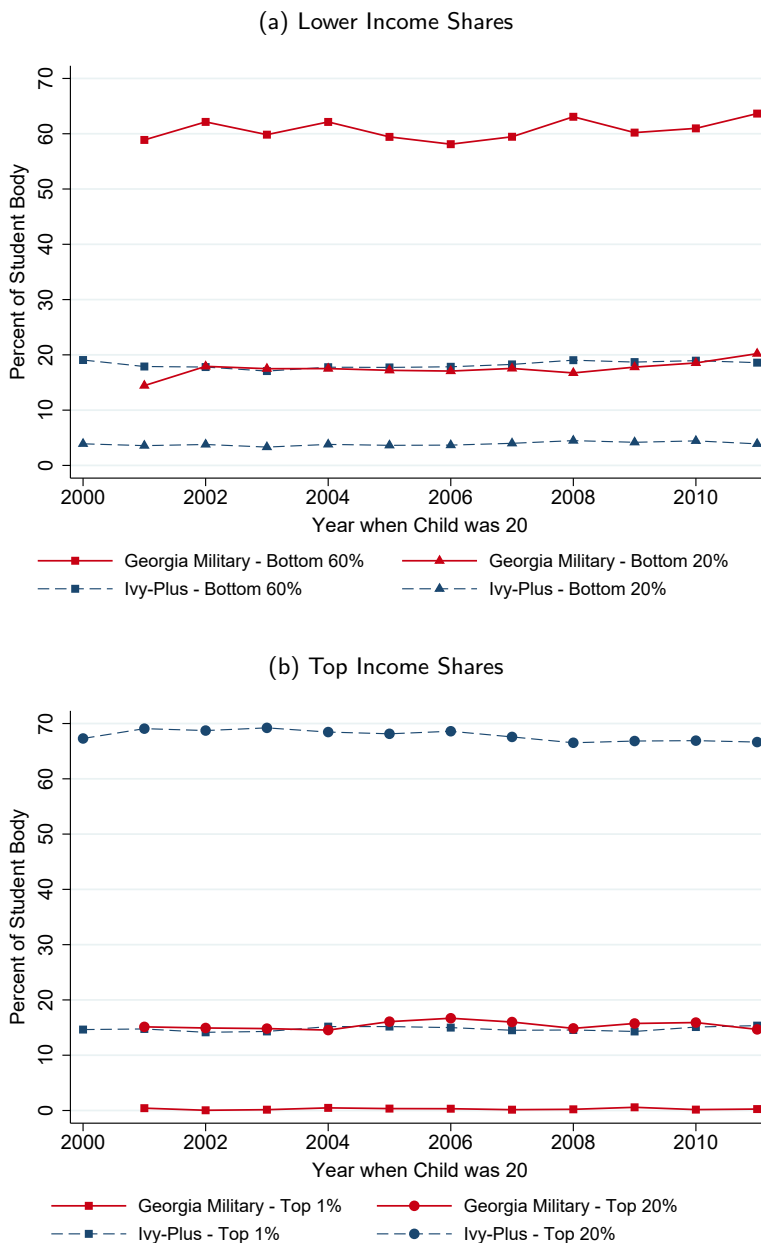 (a) Lower Income Shares
70
60
50
40
30
20
10
0
Percent of Student Body
2000 2002 2004 2006 2008 2010
Year when Child was 20
Georgia Military - Bottom 60% Georgia Military - Bottom 20%
Ivy-Plus - Bottom 60% Ivy-Plus - Bottom 20%
(b) Top Income Shares
70
60
50
40
30
20
10
0
Percent of Student Body
2000 2002 2004 2006 2008 2010
Year when Child was 20
Georgia Military - Top 1% Georgia Military - Top 20%
Ivy-Plus - Top 1% Ivy-Plus - Top 20%